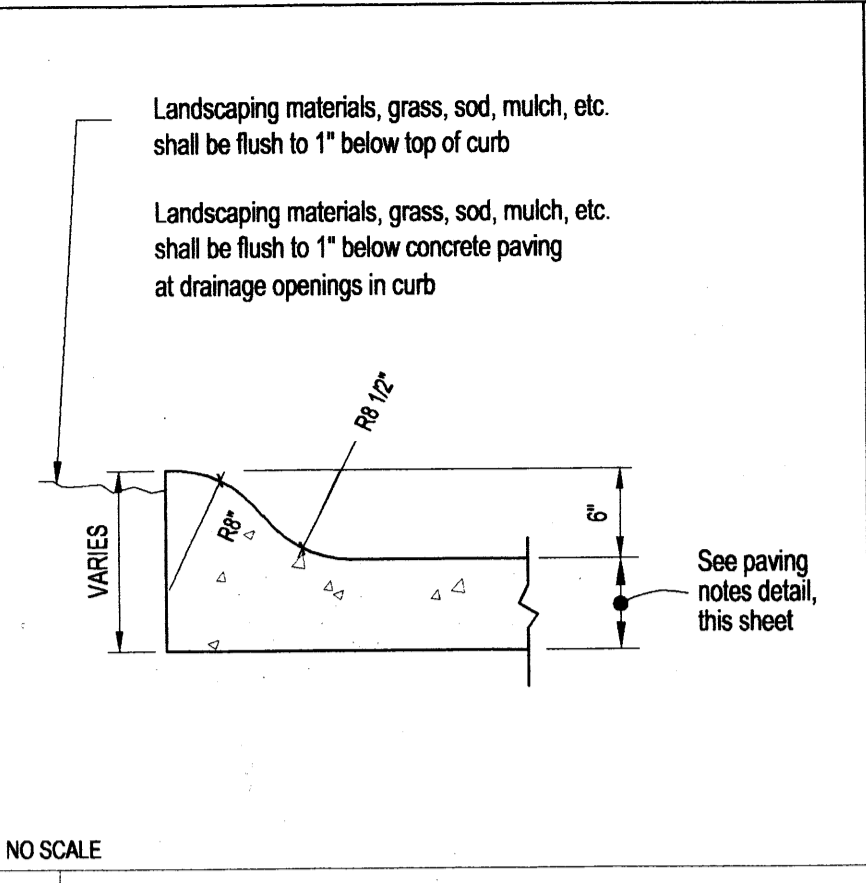 Landscaping materials, grass, sod, mulch, etc.
shall be flush to 1" below top of curb
Landscaping materials, grass, sod, mulch, etc.
shall be flush to 1" below concrete paving
at drainage openings in curb
R8 1/2"
R8"
6"
VARIES
See paving
notes detail,
this sheet
NO SCALE